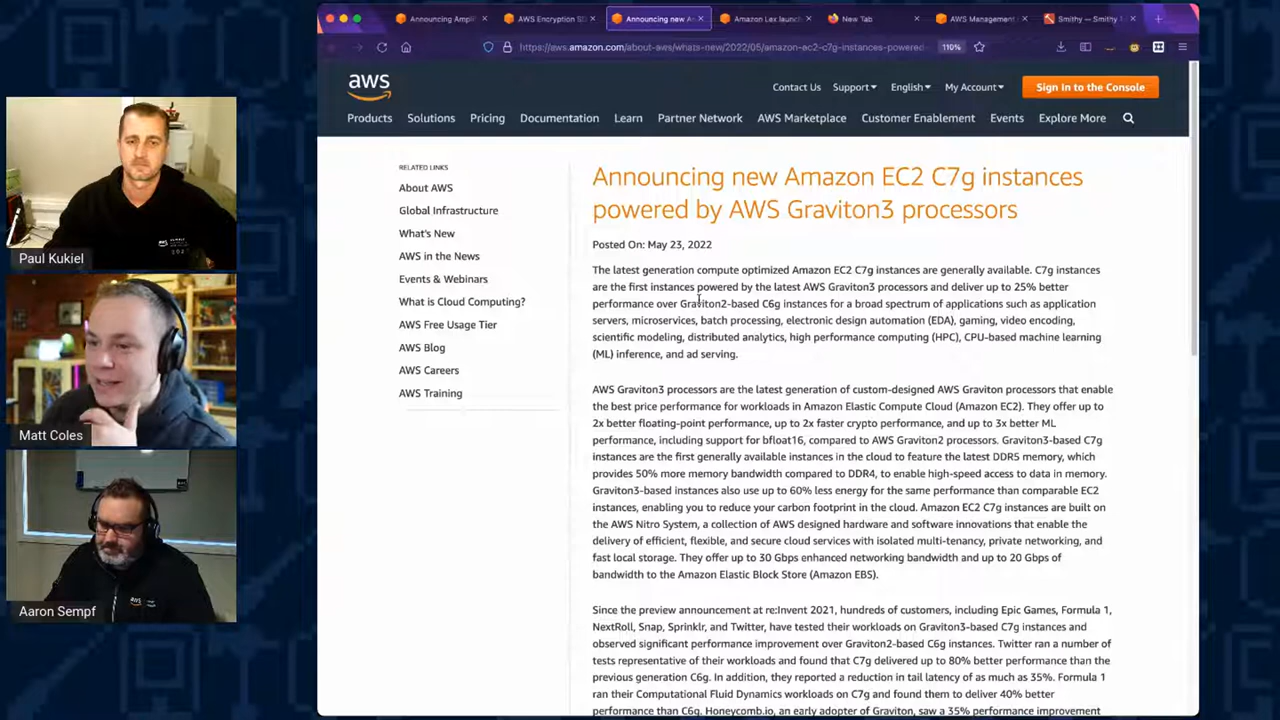 Announcing Ampli
AWS Encryption SD
Announcing new A
Amazon Lex launch
New Tab
AWS Management
Smithy — Smithy 1
https://aws.amazon.com/about-aws/whats-new/2022/05/amazon-ec2-c7g-instances-powered-
110%
aws
Contact Us
Support
English
My Account
Sign In to the Console
Products
Solutions
Pricing
Documentation
Learn
Partner Network
AWS Marketplace
Customer Enablement
Events
Explore More
RELATED LINKS
About AWS
Global Infrastructure
What's New
AWS in the News
Events & Webinars
What is Cloud Computing?
AWS Free Usage Tier
AWS Blog
AWS Careers
AWS Training
Announcing new Amazon EC2 C7g instances
powered by AWS Graviton3 processors
Posted On: May 23, 2022
The latest generation compute optimized Amazon EC2 C7g instances are generally available. C7g instances
are the first instances powered by the latest AWS Graviton3 processors and deliver up to 25% better
performance over Graviton2-based C6g instances for a broad spectrum of applications such as application
servers, microservices, batch processing, electronic design automation (EDA), gaming, video encoding,
scientific modeling, distributed analytics, high performance computing (HPC), CPU-based machine learning
(ML) inference, and ad serving.
AWS Graviton3 processors are the latest generation of custom-designed AWS Graviton processors that enable
the best price performance for workloads in Amazon Elastic Compute Cloud (Amazon EC2). They offer up to
2x better floating-point performance, up to 2x faster crypto performance, and up to 3x better ML
performance, including support for bfloat16, compared to AWS Graviton2 processors. Graviton3-based C7g
instances are the first generally available instances in the cloud to feature the latest DDR5 memory, which
provides 50% more memory bandwidth compared to DDR4, to enable high-speed access to data in memory.
Graviton3-based instances also use up to 60% less energy for the same performance than comparable EC2
instances, enabling you to reduce your carbon footprint in the cloud. Amazon EC2 C7g instances are built on
the AWS Nitro System, a collection of AWS designed hardware and software innovations that enable the
delivery of efficient, flexible, and secure cloud services with isolated multi-tenancy, private networking, and
fast local storage. They offer up to 30 Gbps enhanced networking bandwidth and up to 20 Gbps of
bandwidth to the Amazon Elastic Block Store (Amazon EBS).
Since the preview announcement at re:Invent 2021, hundreds of customers, including Epic Games, Formula 1,
NextRoll, Snap, Sprinklr, and Twitter, have tested their workloads on Graviton3-based C7g instances and
observed significant performance improvement over Graviton2-based C6g instances. Twitter ran a number of
tests representative of their workloads and found that C7g delivered up to 80% better performance than the
previous generation C6g. In addition, they reported a reduction in tail latency of as much as 35%. Formula 1
ran their Computational Fluid Dynamics workloads on C7g and found them to deliver 40% better
performance than C6g. Honeycomb.io, an early adopter of Graviton, saw a 35% performance improvement
Paul Kukiel
Matt Coles
Aaron Sempf